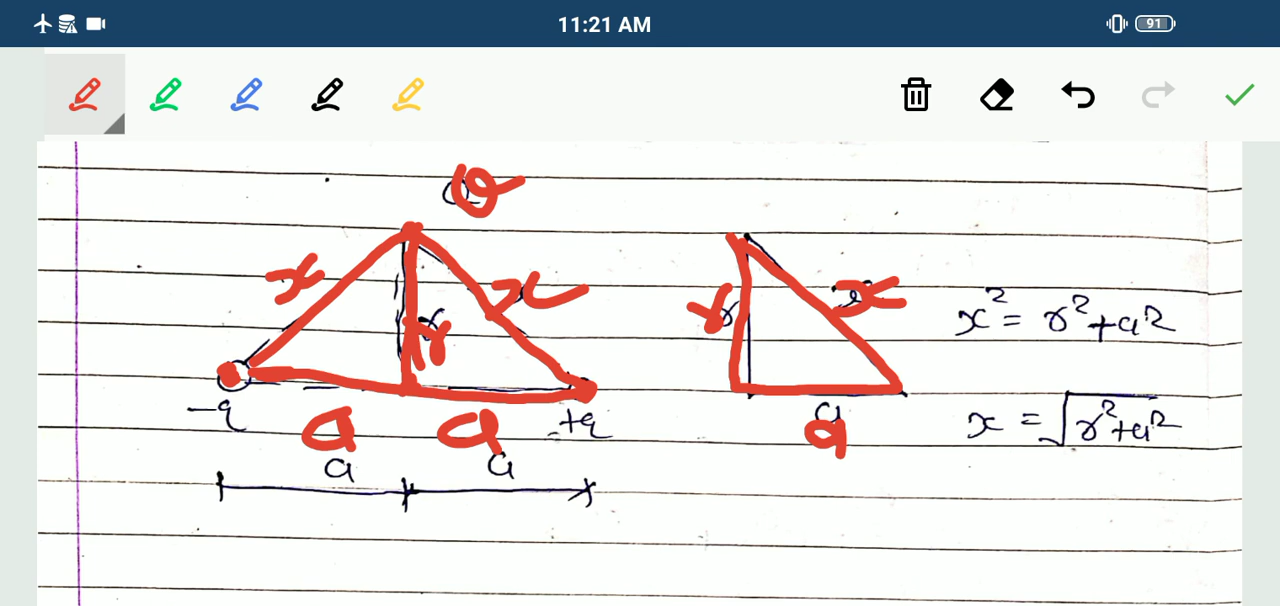 11:21 AM
91
Q
x
x
r
r
x
x² = r²+a²
-q
a
a
+q
a
x = √r²+a²
a
a